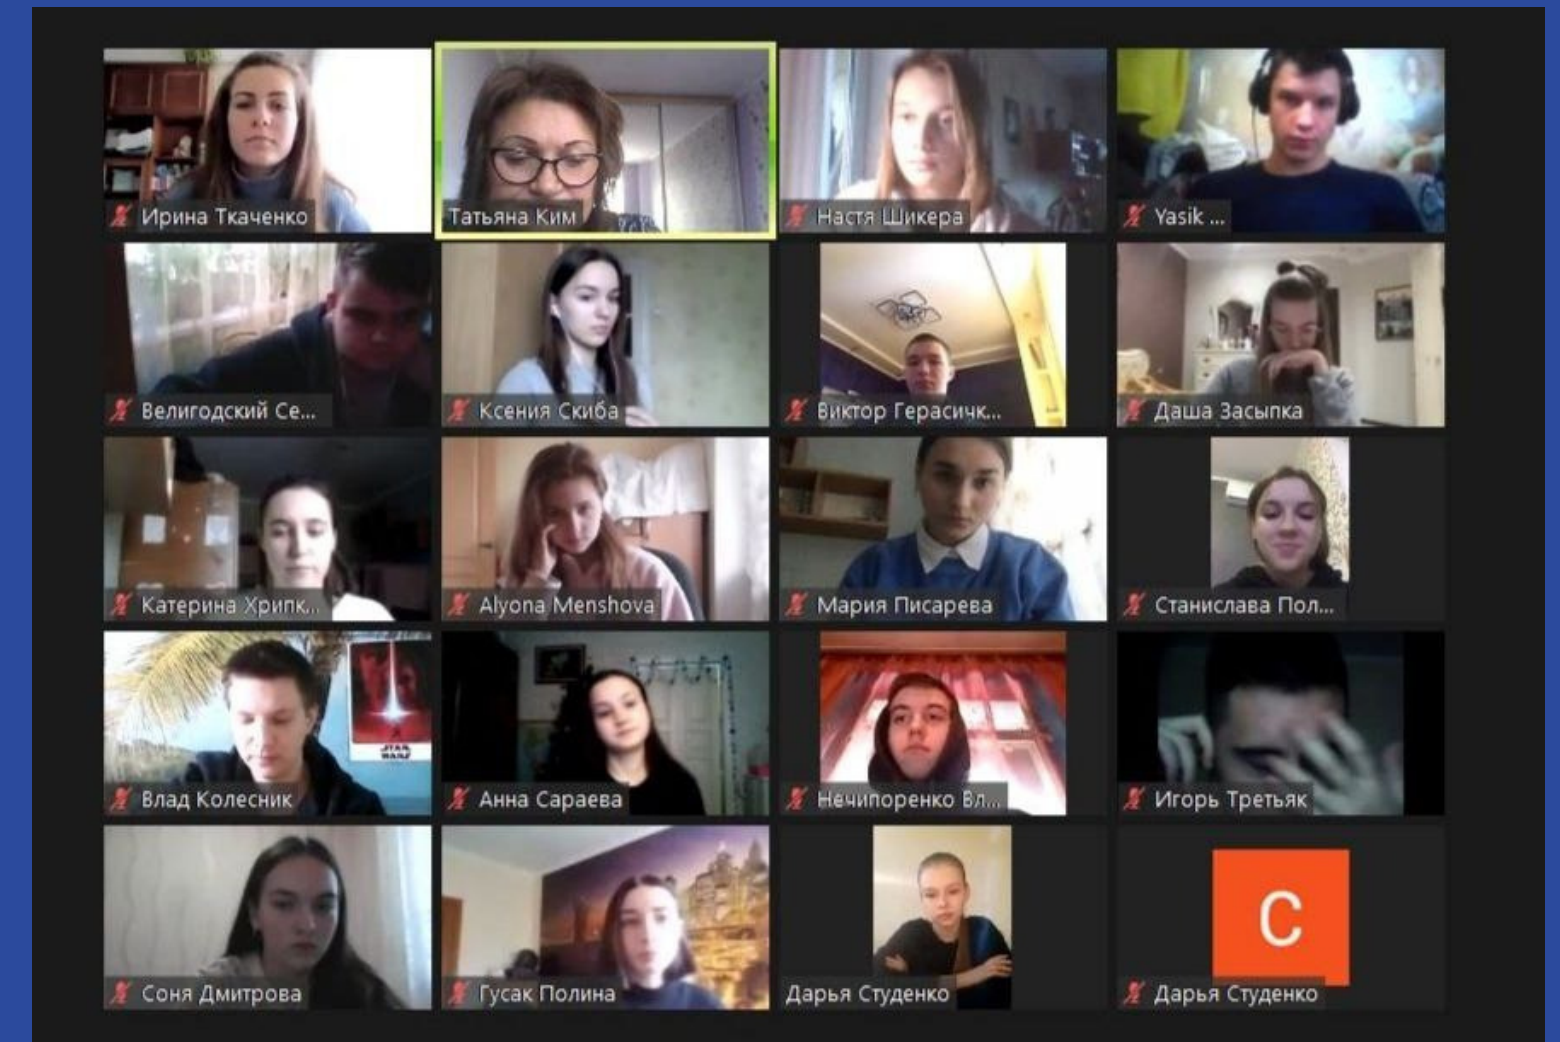 Ирина Ткаченко
Татьяна Ким
Настя Шикера
Yasik ...
Велигодский Се...
Ксения Скиба
Виктор Герасичк...
Даша Засыпка
Катерина Хрипк...
Alyona Menshova
Мария Писарева
Станислава Пол...
STAR
WARS
Влад Колесник
Анна Сараева
Нечипоренко Вл...
Игорь Третьяк
Соня Дмитрова
Гусак Полина
Дарья Студенко
С
Дарья Студенко